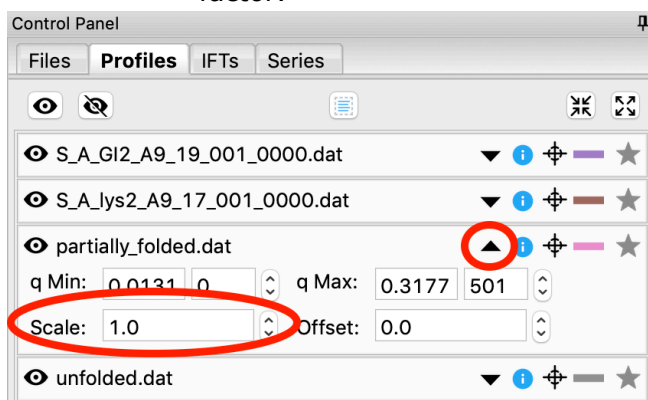 Control Panel
Files Profiles IFTs Series
S_A_GI2_A9_19_001_0000.dat
S_A_lys2_A9_17_001_0000.dat
partially_folded.dat
q Min: 0.0131 0 q Max: 0.3177 501
Scale: 1.0 Offset: 0.0
unfolded.dat